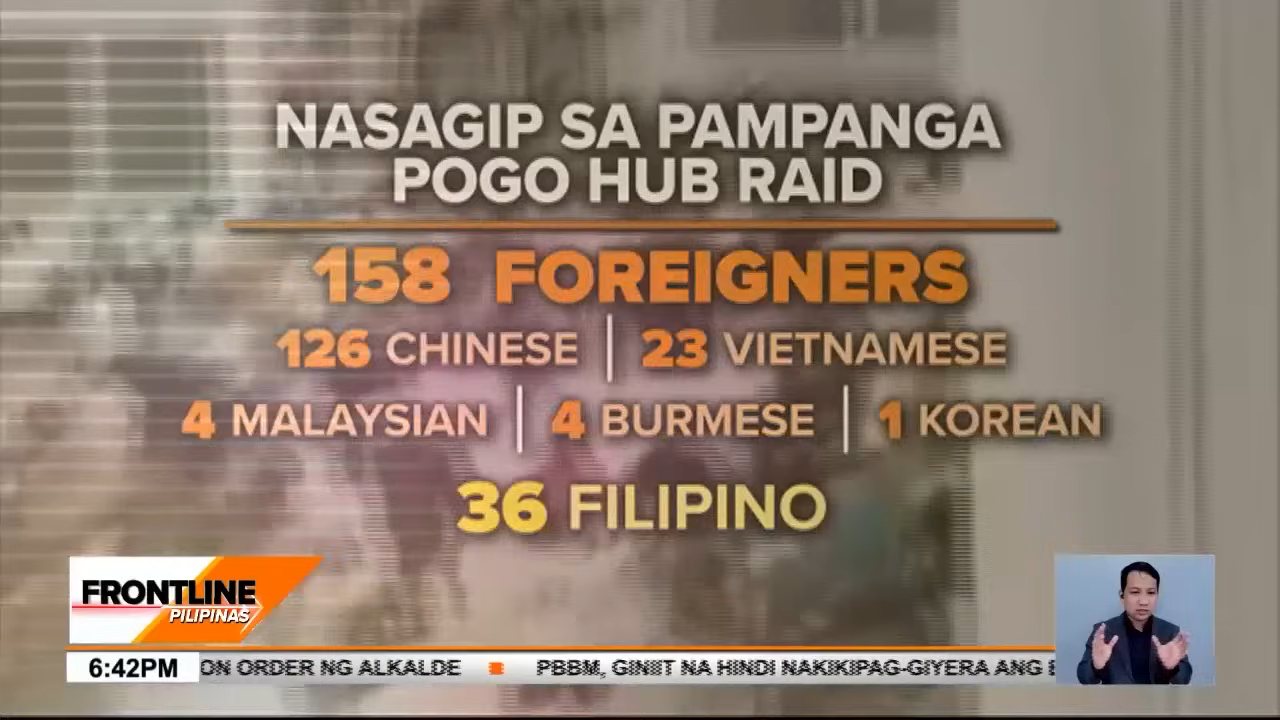 NASAGIP SA PAMPANGA
POGO HUB RAID
158 FOREIGNERS
126 CHINESE | 23 VIETNAMESE
4 MALAYSIAN | 4 BURMESE | 1 KOREAN
36 FILIPINO
FRONTLINE
PILIPINAS
6:42PM ON ORDER NG ALKALDE PBBM, GINIIT NA HINDI NAKIKIPAG-GIYERA ANG